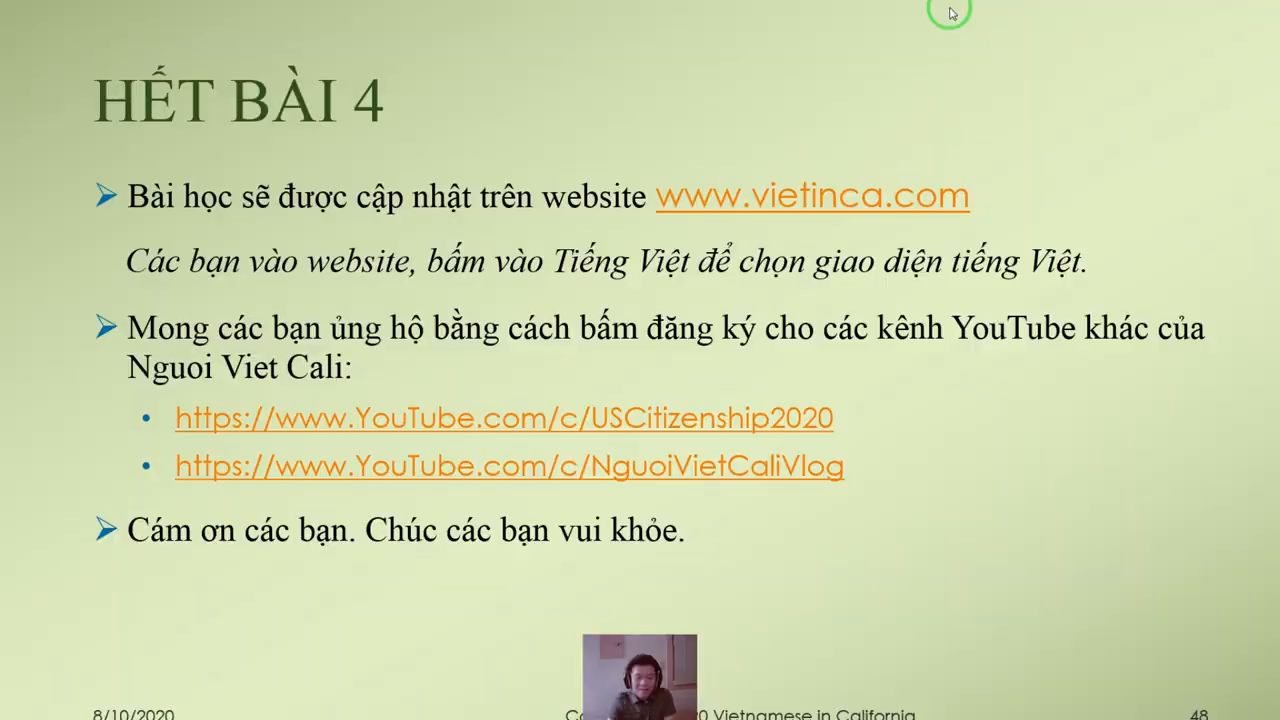 HẾT BÀI 4
Bài học sẽ được cập nhật trên website www.vietinca.com
Các bạn vào website, bấm vào Tiếng Việt để chọn giao diện tiếng Việt.
Mong các bạn ủng hộ bằng cách bấm đăng ký cho các kênh YouTube khác của
Nguoi Viet Cali:
https://www.YouTube.com/c/USCitizenship2020
https://www.YouTube.com/c/NguoiVietCaliVlog
Cám ơn các bạn. Chúc các bạn vui khỏe.
8/10/2020
Vietnamese in California
48